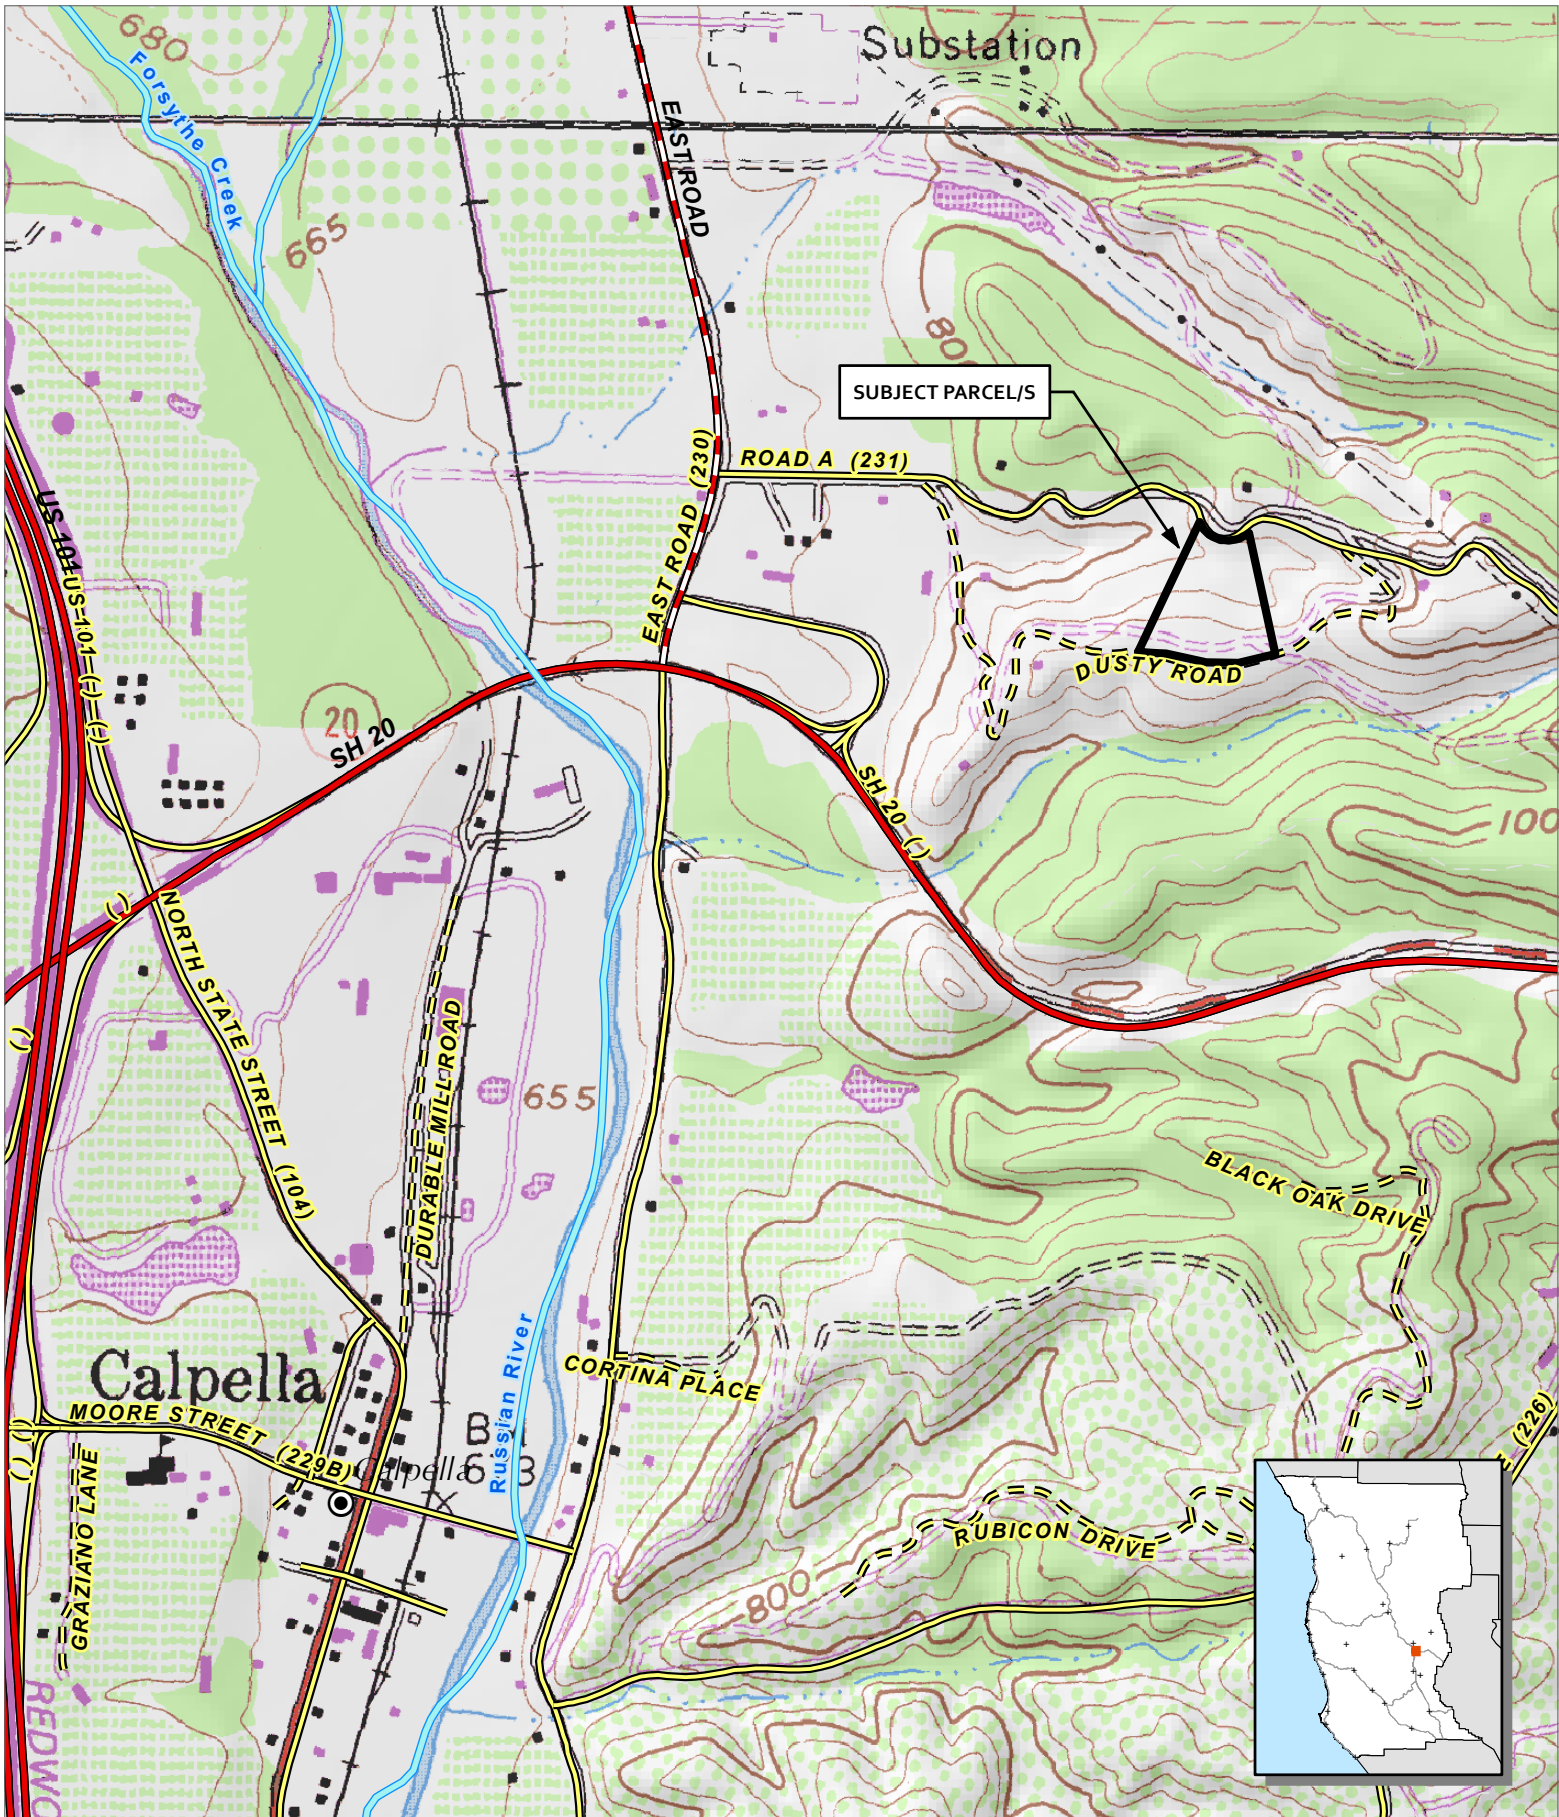 680
Forsythe Creek
Substation
EAST ROAD
665
800
SUBJECT PARCEL/S
ROAD A (231)
EAST ROAD (230)
US 101
US 101 ( ) ( )
DUSTY ROAD
20
SH 20
SH 20 ( )
100
( )
NORTH STATE STREET (104)
( )
DURABLE MILL ROAD
655
BLACK OAK DRIVE
Russian River
Calpella
CORTINA PLACE
MOORE STREET (229B)
( )
( )
( )
Calpella
(226)
GRAZIANO LANE
RUBICON DRIVE
800
REDWO